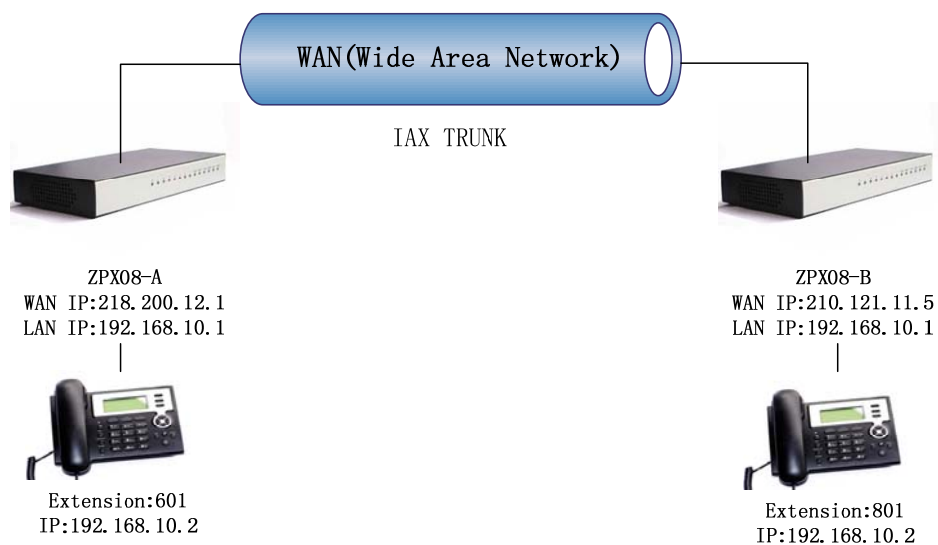 WAN(Wide Area Network)
IAX TRUNK
ZPX08-A
WAN IP:218.200.12.1
LAN IP:192.168.10.1
Extension:601
IP:192.168.10.2
ZPX08-B
WAN IP:210.121.11.5
LAN IP:192.168.10.1
Extension:801
IP:192.168.10.2